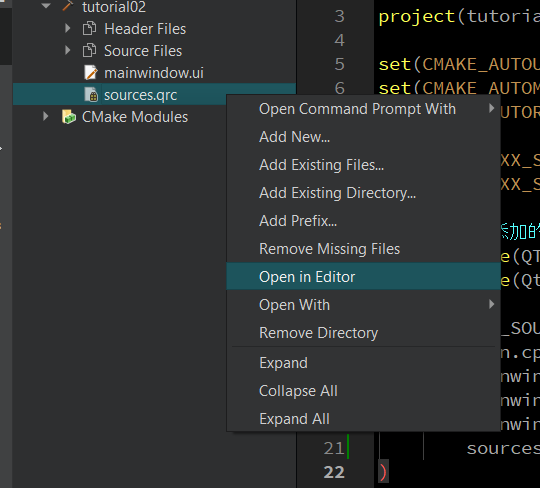 tutorial02
Header Files
Source Files
mainwindow.ui
sources.qrc
CMake Modules
Open Command Prompt With
Add New...
Add Existing Files...
Add Existing Directory...
Add Prefix...
Remove Missing Files
Open in Editor
Open With
Remove Directory
Expand
Collapse All
Expand All
3 project(tutoria
4
5 set(CMAKE_AUTOU
6 set(CMAKE_AUTOM
UTOR
XX_S
XX_S
添加的
e(QT
e(Qt
_SOU
n.cp
nwin
nwin
21 sources
22 )